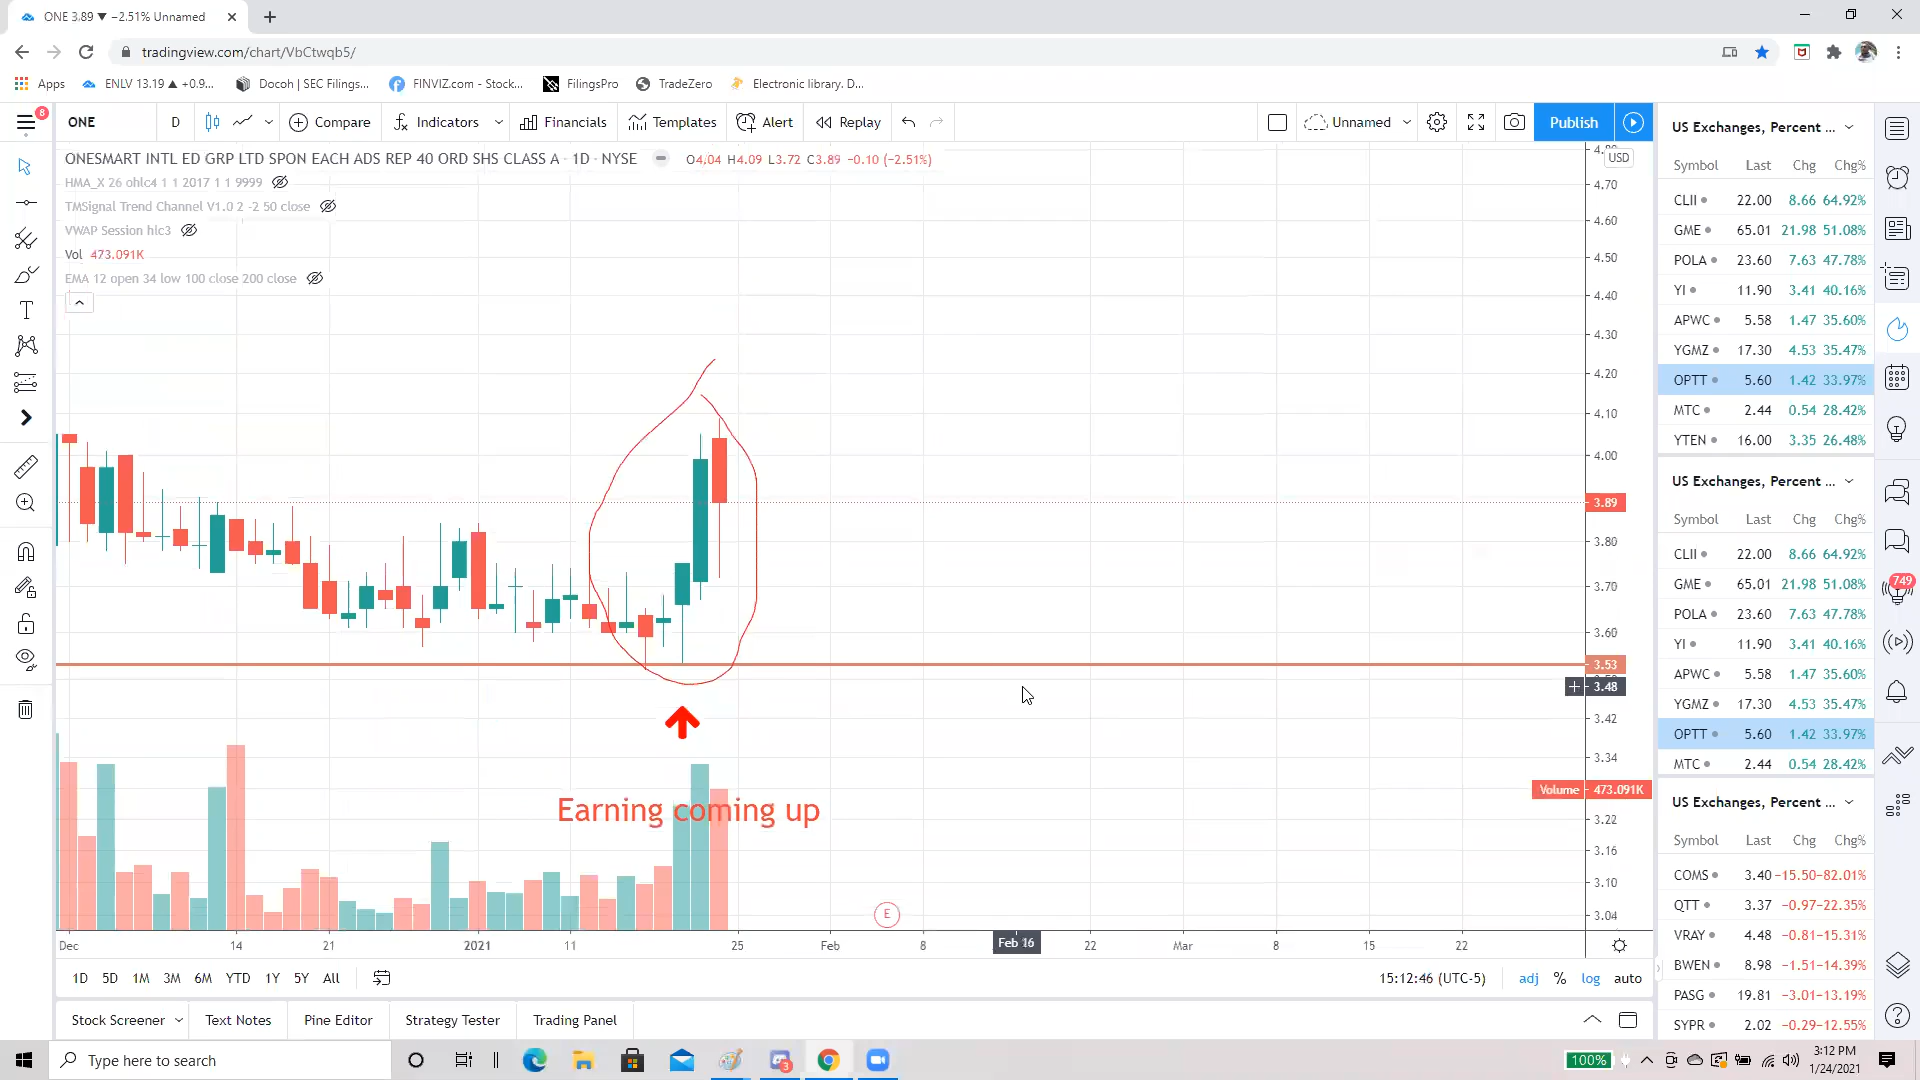 ONE 3.89 ▼ −2.51% Unnamed
tradingview.com/chart/VbCtwqb5/
Apps ENLV 13.19 ▲ +0.9... Docoh | SEC Filings... FINVIZ.com - Stock... FilingsPro TradeZero Electronic library. D...
8
ONE D Compare Indicators Financials Templates Alert Replay Unnamed Publish
ONESMART INTL ED GRP LTD SPON EACH ADS REP 40 ORD SHS CLASS A · 1D · NYSE O4.04 H4.09 L3.72 C3.89 −0.10 (−2.51%)
HMA_X 26 ohlc4 1 1 2017 1 1 9999
TMSignal Trend Channel V1.0 2 -2 50 close
VWAP Session hlc3
Vol 473.091K
EMA 12 open 34 low 100 close 200 close
USD
4.70
4.60
4.50
4.40
4.30
4.20
4.10
4.00
3.89
3.80
3.70
3.60
3.53
3.48
3.42
3.34
Volume 473.091K
3.22
3.16
3.10
3.04
Earning coming up
E
Dec 14 21 2021 11 25 Feb 8 Feb 16 22 Mar 8 15 22
1D 5D 1M 3M 6M YTD 1Y 5Y All 15:12:46 (UTC-5) adj % log auto
Stock Screener Text Notes Pine Editor Strategy Tester Trading Panel
US Exchanges, Percent ...
Symbol Last Chg Chg%
CLII 22.00 8.66 64.92%
GME 65.01 21.98 51.08%
POLA 23.60 7.63 47.78%
YI 11.90 3.41 40.16%
APWC 5.58 1.47 35.60%
YGMZ 17.30 4.53 35.47%
OPTT 5.60 1.42 33.97%
MTC 2.44 0.54 28.42%
YTEN 16.00 3.35 26.48%
US Exchanges, Percent ...
Symbol Last Chg Chg%
CLII 22.00 8.66 64.92%
GME 65.01 21.98 51.08%
POLA 23.60 7.63 47.78%
YI 11.90 3.41 40.16%
APWC 5.58 1.47 35.60%
YGMZ 17.30 4.53 35.47%
OPTT 5.60 1.42 33.97%
MTC 2.44 0.54 28.42%
US Exchanges, Percent ...
Symbol Last Chg Chg%
COMS 3.40 −15.50 −82.01%
QTT 3.37 −0.97 −22.35%
VRAY 4.48 −0.81 −15.31%
BWEN 8.98 −1.51 −14.39%
PASG 19.81 −3.01 −13.19%
SYPR 2.02 −0.29 −12.55%
749
Type here to search
3
100%
3:12 PM
1/24/2021